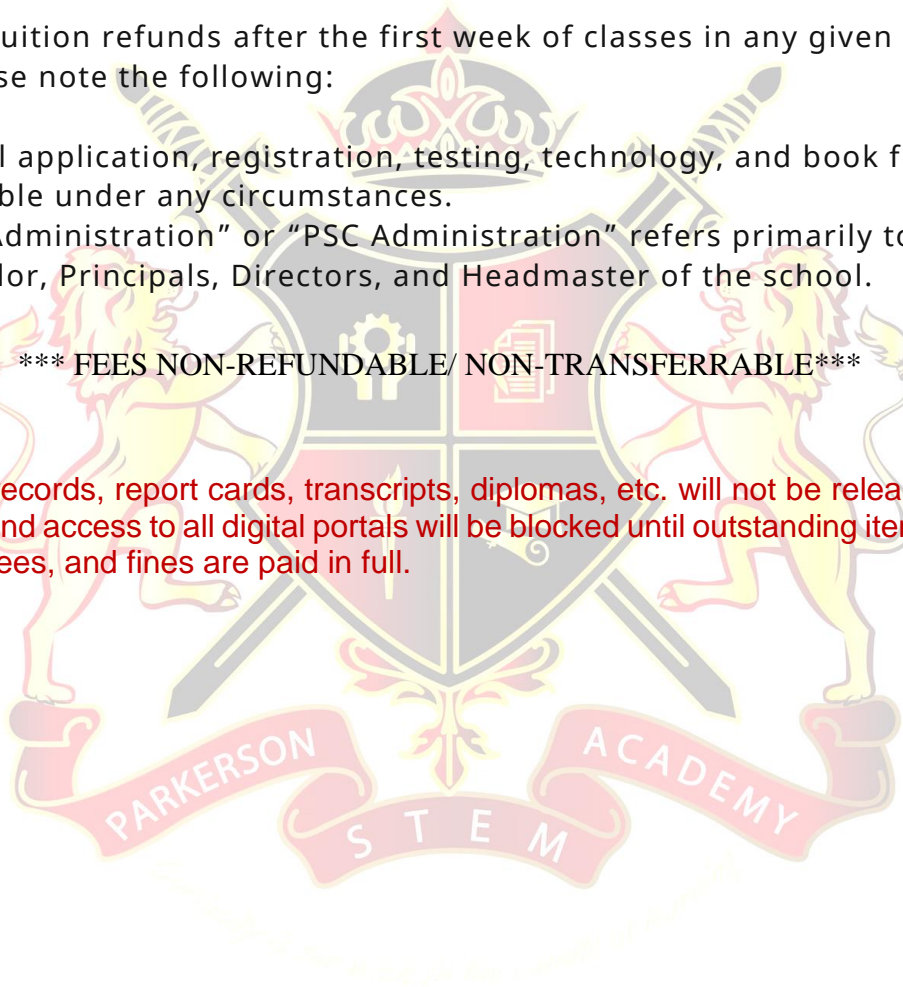 uition refunds after the first week of classes in any given
se note the following:
l application, registration, testing, technology, and book f
ble under any circumstances.
Administration” or “PSC Administration” refers primarily to
lor, Principals, Directors, and Headmaster of the school.
*** FEES NON-REFUNDABLE/ NON-TRANSFERRABLE***
ecords, report cards, transcripts, diplomas, etc. will not be relea
nd access to all digital portals will be blocked until outstanding iter
ees, and fines are paid in full.
PARKERSON
STEM
ACADEMY